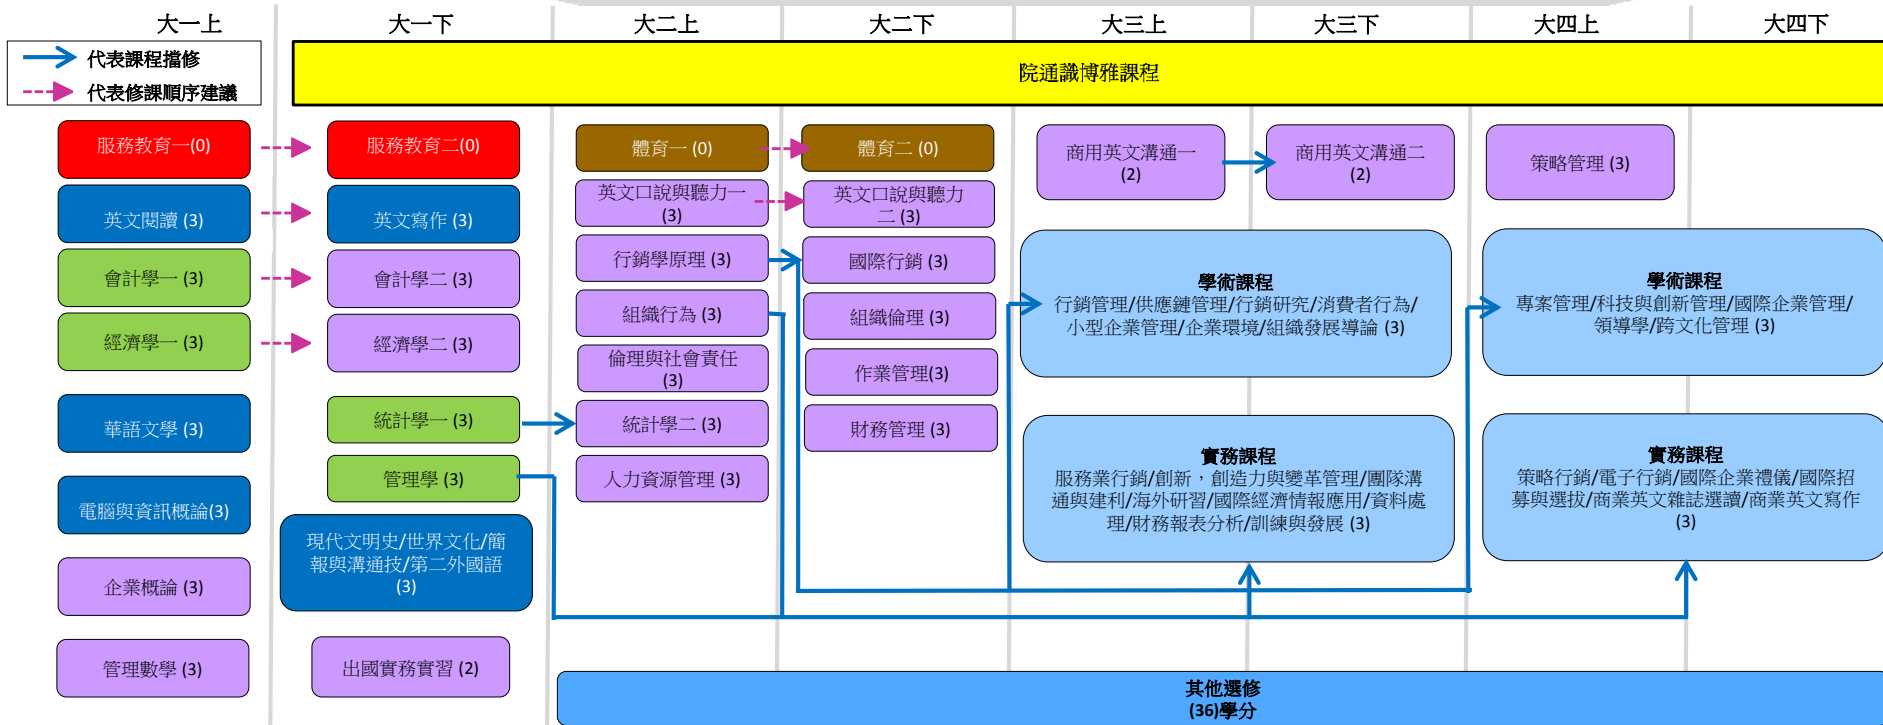 大一上
大一下
大二上
大二下
大三上
大三下
大四上
大四下
代表課程擋修
代表修課順序建議
院通識博雅課程
服務教育一(0)
英文閱讀 (3)
會計學一 (3)
經濟學一 (3)
華語文學 (3)
電腦與資訊概論(3)
企業概論 (3)
管理數學 (3)
服務教育二(0)
英文寫作 (3)
會計學二 (3)
經濟學二 (3)
統計學一 (3)
管理學 (3)
現代文明史/世界文化/簡
報與溝通技/第二外國語
(3)
出國實務實習 (2)
體育一 (0)
英文口說與聽力一
(3)
行銷學原理 (3)
組織行為 (3)
倫理與社會責任
(3)
統計學二 (3)
人力資源管理 (3)
體育二 (0)
英文口說與聽力
二 (3)
國際行銷 (3)
組織倫理 (3)
作業管理(3)
財務管理 (3)
商用英文溝通一
(2)
商用英文溝通二
(2)
學術課程
行銷管理/供應鏈管理/行銷研究/消費者行為/
小型企業管理/企業環境/組織發展導論 (3)
實務課程
服務業行銷/創新，創造力與變革管理/團隊溝
通與建利/海外研習/國際經濟情報應用/資料處
理/財務報表分析/訓練與發展 (3)
策略管理 (3)
學術課程
專案管理/科技與創新管理/國際企業管理/
領導學/跨文化管理 (3)
實務課程
策略行銷/電子行銷/國際企業禮儀/國際招
募與選拔/商業英文雜誌選讀/商業英文寫作
(3)
其他選修
(36)學分